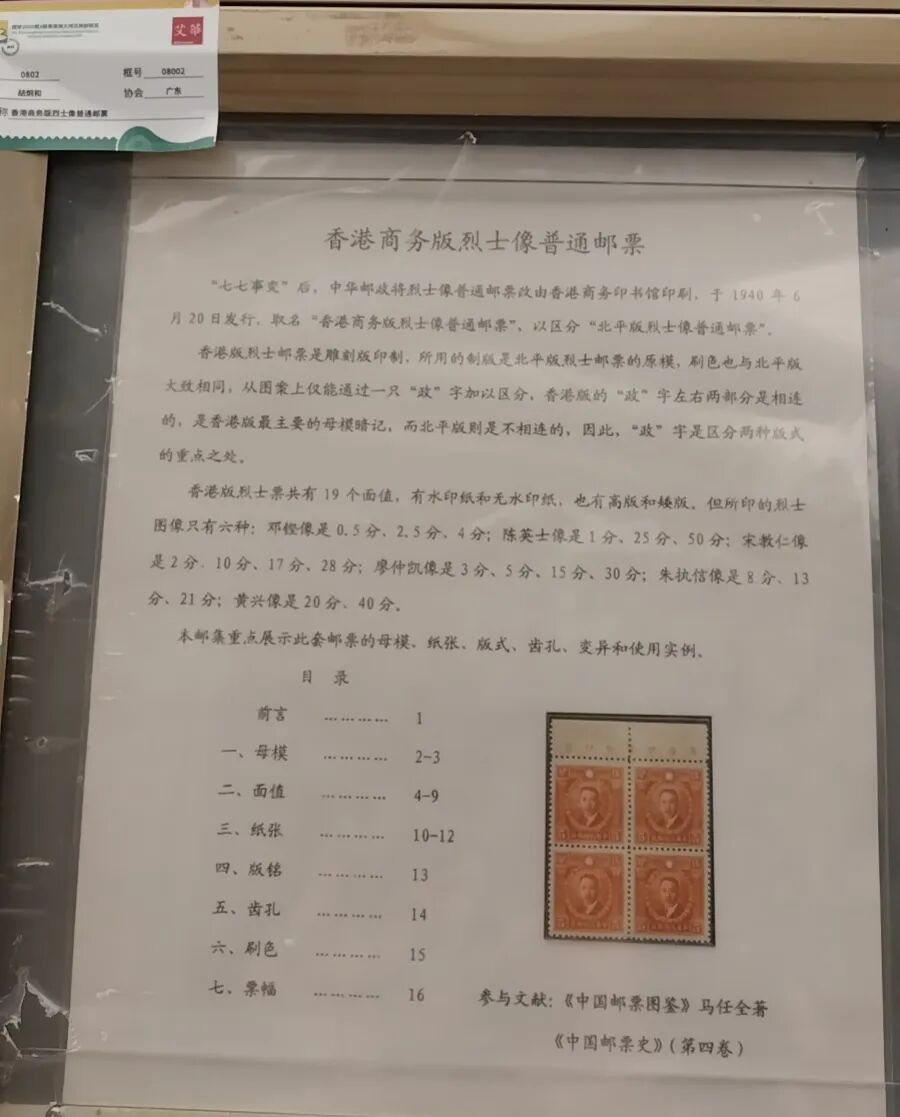 艾邮
0802
框号 08002
协会 广东
香港商务版烈士像普通邮票
香港商务版烈士像普通邮票
“七七事变”后，中华邮政将烈士像普通邮票改由香港商务印书馆印刷，于 1940 年 6
月 20 日发行，取名“香港商务版烈士像普通邮票”，以区分“北平版烈士像普通邮票”。
香港版烈士邮票是雕刻版印制，所用的制版是北平版烈士邮票的原模，刷色也与北平版
大致相同，从图案上仅能通过一只“政”字加以区分，香港版的“政”字左右两部分是相连
的，是香港版最主要的母模暗记，而北平版则是不相连的，因此，“政”字是区分两种版式
的重点之处。
香港版烈士票共有 19 个面值，有水印纸和无水印纸，也有高版和矮版。但所印的烈士
图像只有六种：邓铿像是 0.5 分、2.5 分、4 分；陈英士像是 1 分、25 分、50 分；宋教仁像
是 2 分、10 分、17 分、28 分；廖仲凯像是 3 分、5 分、15 分、30 分；朱执信像是 8 分、13
分、21 分；黄兴像是 20 分、40 分。
本邮集重点展示此套邮票的母模、纸张、版式、齿孔、变异和使用实例。
目 录
前言 ………… 1
一、母模 ………… 2-3
二、面值 ………… 4-9
三、纸张 ………… 10-12
四、版铭 ………… 13
五、齿孔 ………… 14
六、刷色 ………… 15
七、票幅 ………… 16
参与文献：《中国邮票图鉴》马任全著
《中国邮票史》（第四卷）